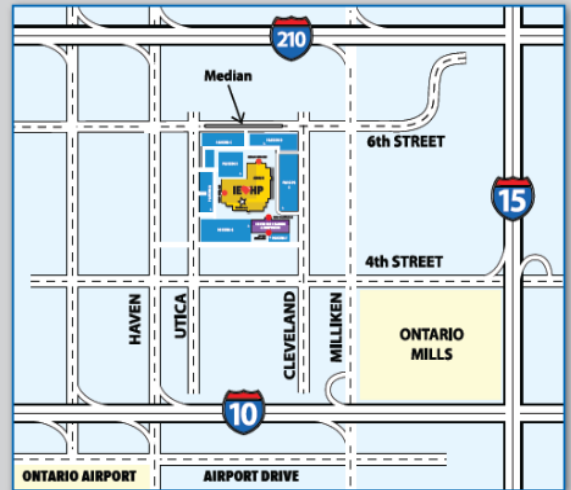 210
Median
6th STREET
IEHP
15
4th STREET
HAVEN
UTICA
CLEVELAND
MILLIKEN
ONTARIO
MILLS
10
ONTARIO AIRPORT
AIRPORT DRIVE